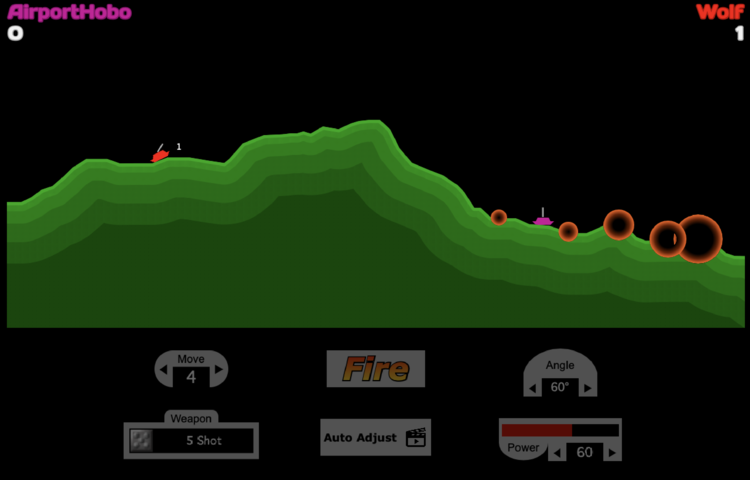 AirportHobo
Wolf
0
1
1
Move
4
Fire
Angle
60°
Weapon
5 Shot
Auto Adjust
Power
60